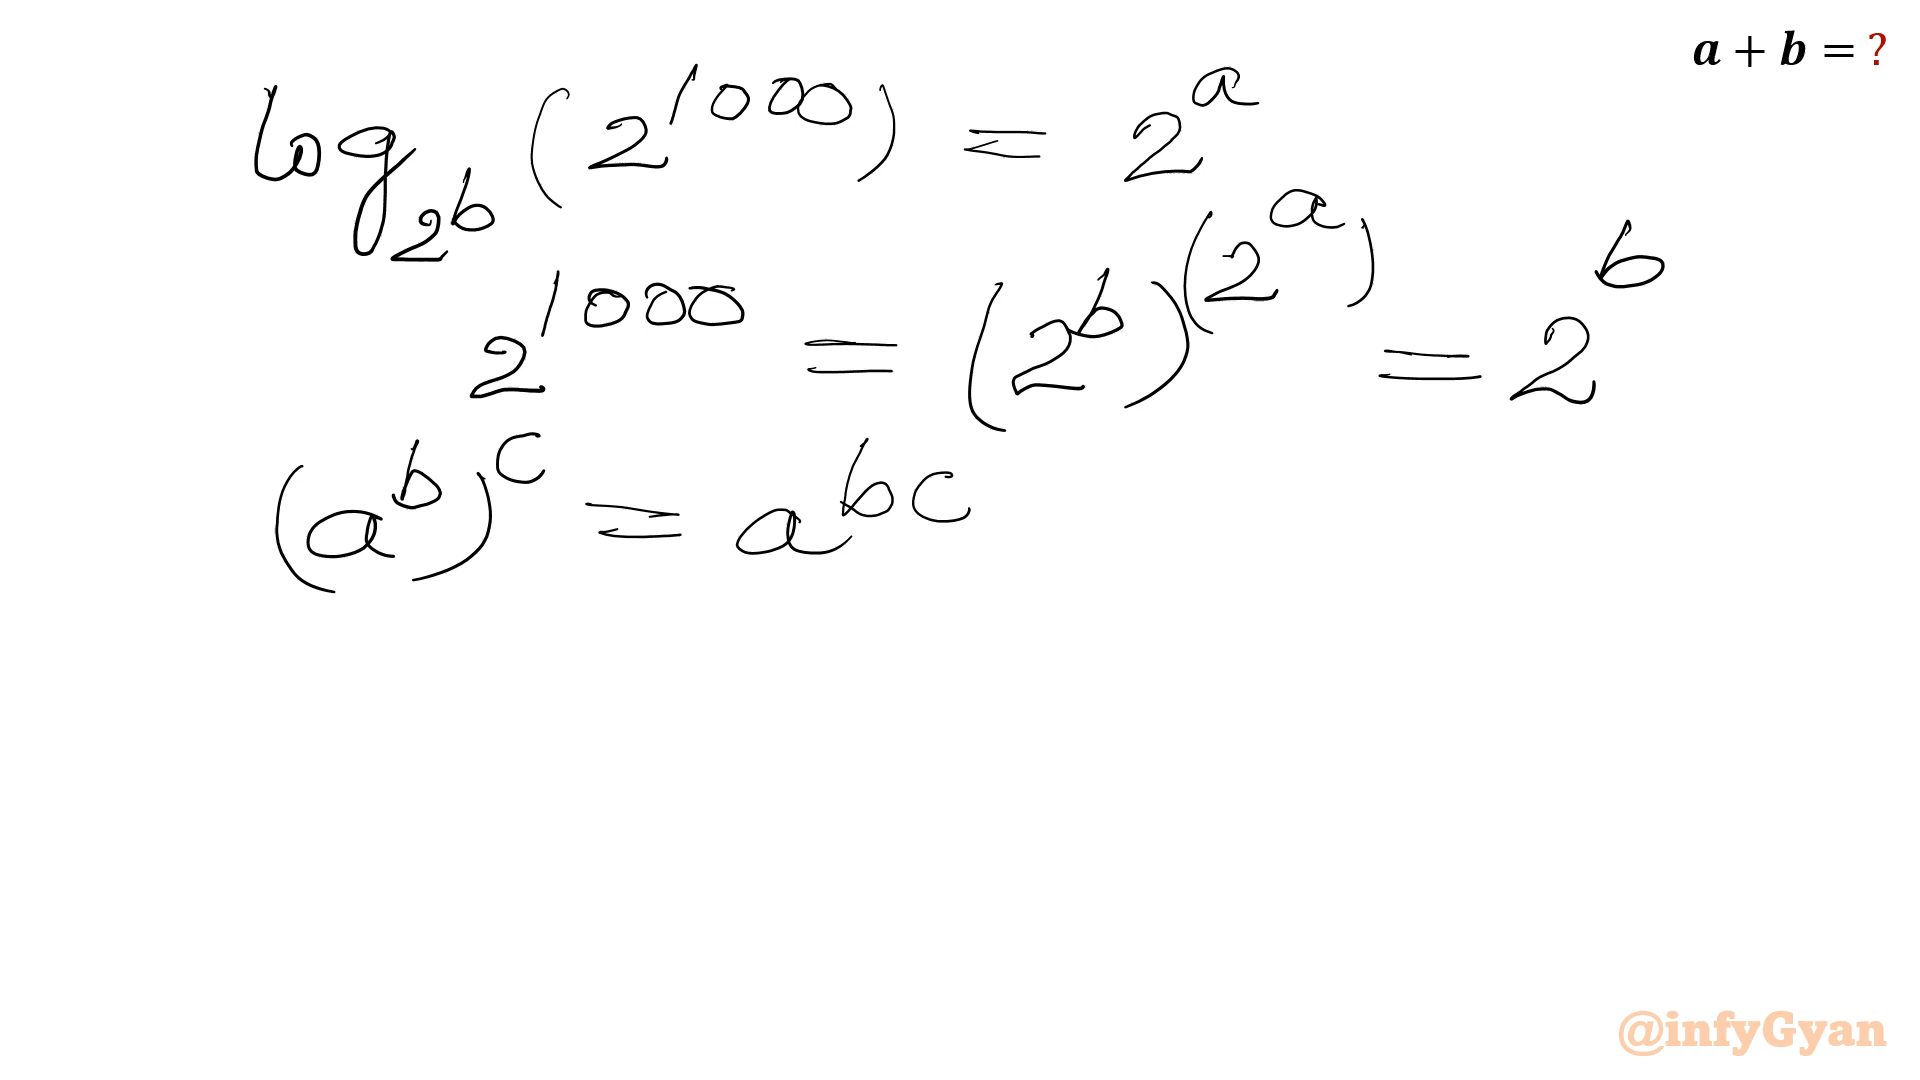 a + b = ?
log_{2^b} (2^{1000}) = 2^a
2^{1000} = (2^b)^{(2^a)} = 2^b
(a^b)^c = a^{bc}
@infyGyan